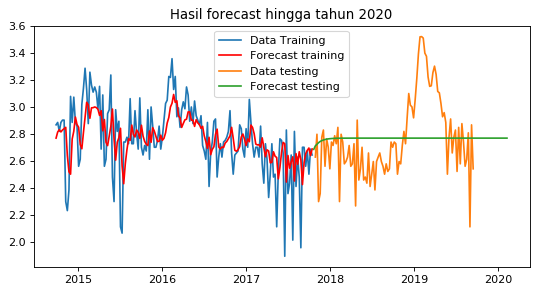 Hasil forecast hingga tahun 2020
3.6
3.4
3.2
3.0
2.8
2.6
2.4
2.2
2.0
Data Training
Forecast training
Data testing
Forecast testing
2015 2016 2017 2018 2019 2020